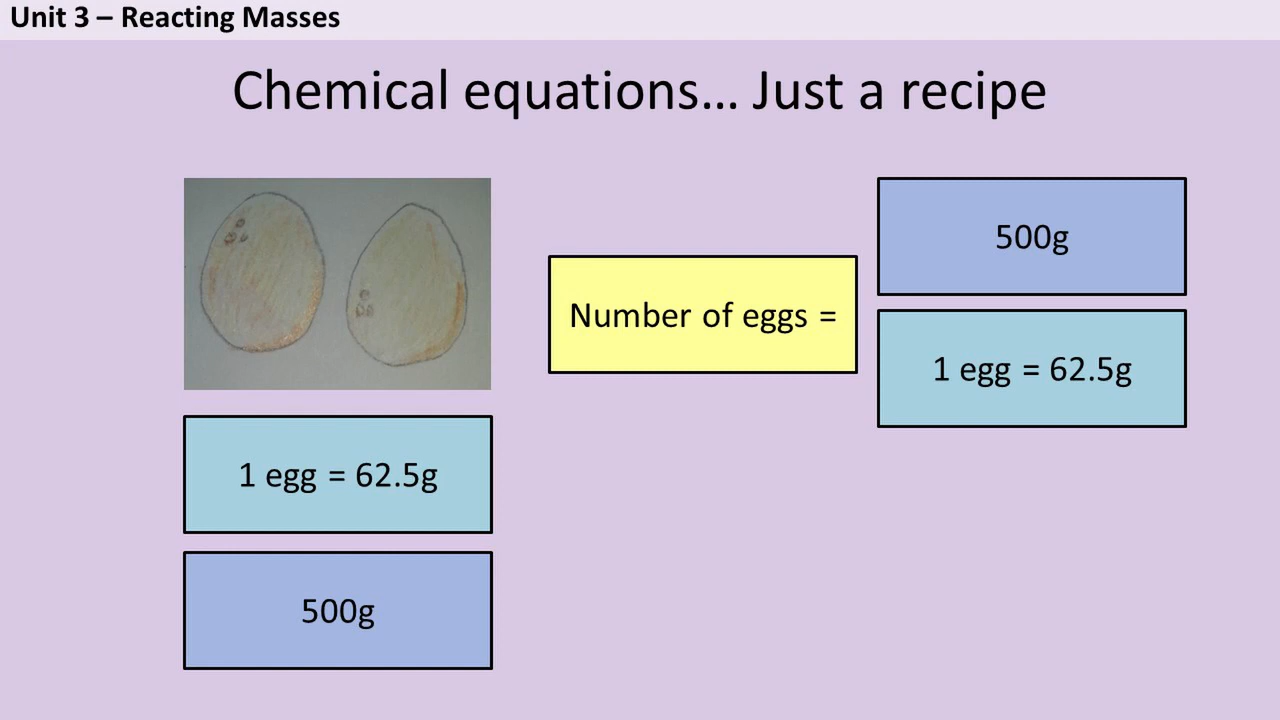 Unit 3 – Reacting Masses
Chemical equations... Just a recipe
1 egg = 62.5g
500g
Number of eggs =
500g
1 egg = 62.5g